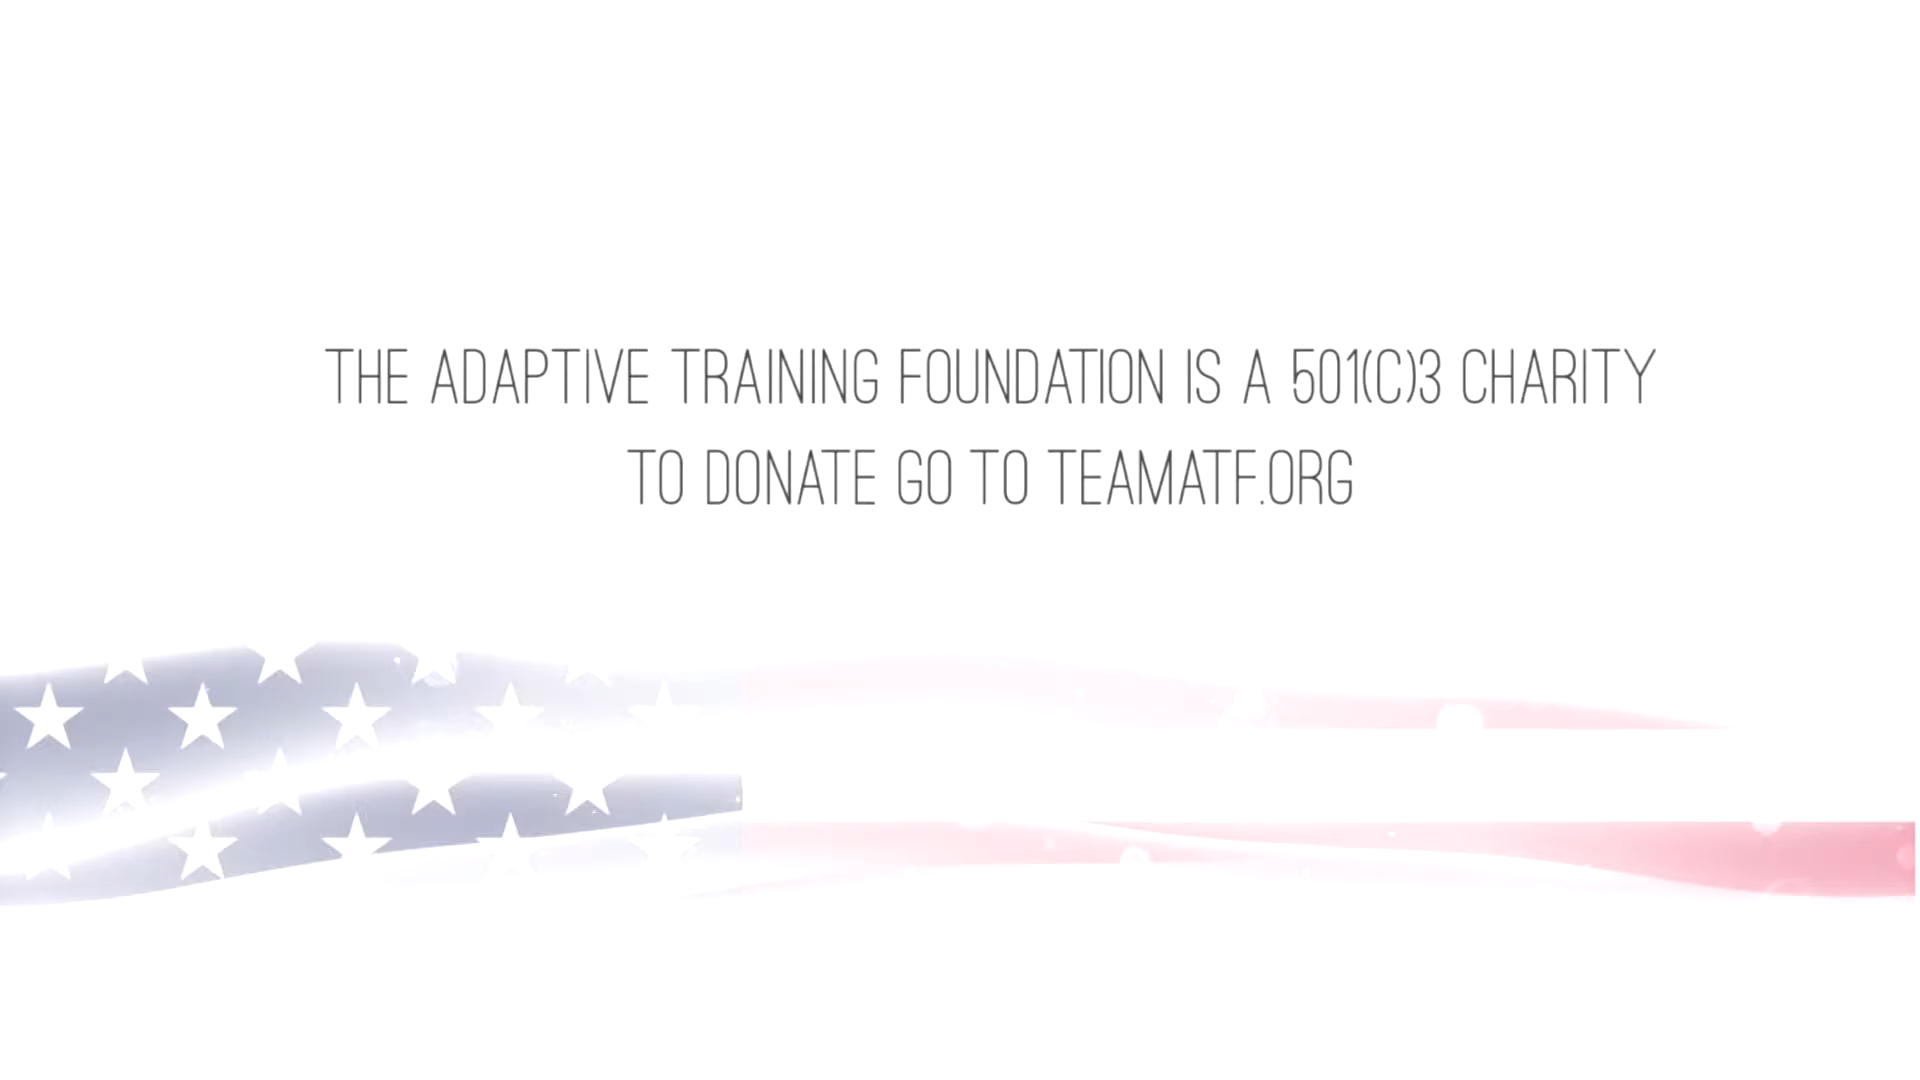 THE ADAPTIVE TRAINING FOUNDATION IS A 501(C)3 CHARITY
TO DONATE GO TO TEAMATF.ORG